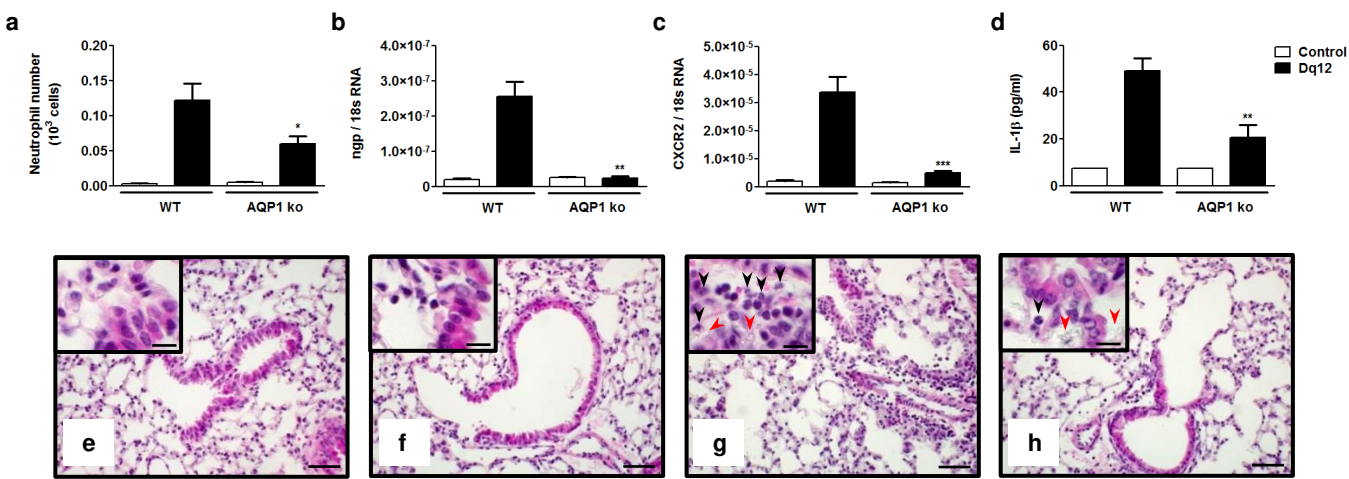 a
b
c
d
Neutrophil number
(10³ cells)
0.20
0.15
0.10
0.05
0.00
*
WT
AQP1 ko
ngp / 18s RNA
4.0×10⁻⁷
3.0×10⁻⁷
2.0×10⁻⁷
1.0×10⁻⁷
0
**
WT
AQP1 ko
CXCR2 / 18s RNA
5.0×10⁻⁵
4.0×10⁻⁵
3.0×10⁻⁵
2.0×10⁻⁵
1.0×10⁻⁵
0
***
WT
AQP1 ko
IL-1β (pg/ml)
60
40
20
0
**
WT
AQP1 ko
Control
Dq12
e
f
g
h